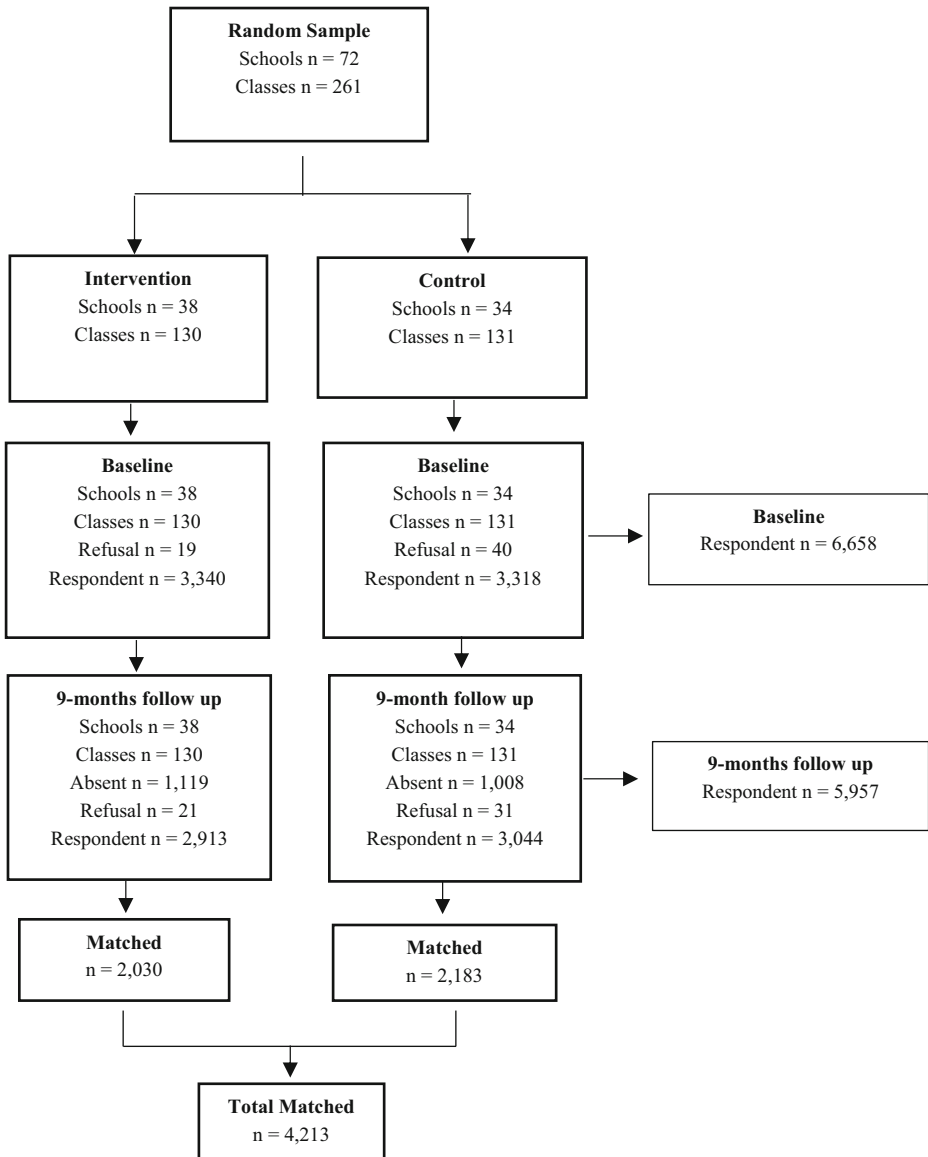 Random Sample
Schools n = 72
Classes n = 261
Intervention
Schools n = 38
Classes n = 130
Control
Schools n = 34
Classes n = 131
Baseline
Schools n = 38
Classes n = 130
Refusal n = 19
Respondent n = 3,340
Baseline
Schools n = 34
Classes n = 131
Refusal n = 40
Respondent n = 3,318
Baseline
Respondent n = 6,658
9-months follow up
Schools n = 38
Classes n = 130
Absent n = 1,119
Refusal n = 21
Respondent n = 2,913
9-month follow up
Schools n = 34
Classes n = 131
Absent n = 1,008
Refusal n = 31
Respondent n = 3,044
9-months follow up
Respondent n = 5,957
Matched
n = 2,030
Matched
n = 2,183
Total Matched
n = 4,213